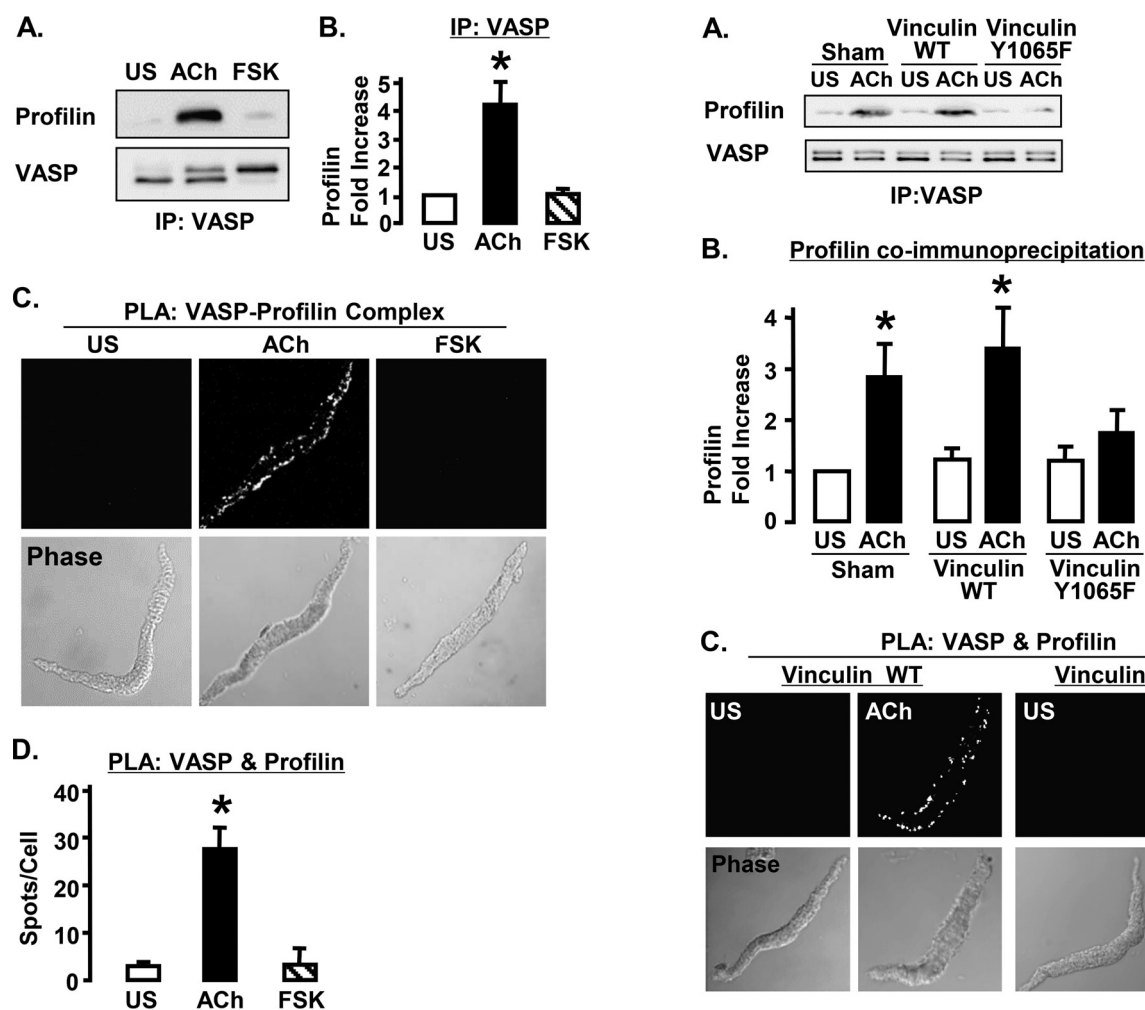 A.
US ACh FSK
Profilin
VASP
IP: VASP
B.
IP: VASP
*
Profilin
Fold Increase
5
4
3
2
1
0
US ACh FSK
C.
PLA: VASP-Profilin Complex
US ACh FSK
Phase
D.
PLA: VASP & Profilin
*
Spots/Cell
40
30
20
10
0
US ACh FSK
A.
Sham
Vinculin
WT
Vinculin
Y1065F
US ACh US ACh US ACh
Profilin
VASP
IP:VASP
B.
Profilin co-immunoprecipitation
* *
Profilin
Fold Increase
4
3
2
1
0
US ACh US ACh US ACh
Sham
Vinculin
WT
Vinculin
Y1065F
C.
PLA: VASP & Profilin
Vinculin WT
Vinculin
US ACh US
Phase